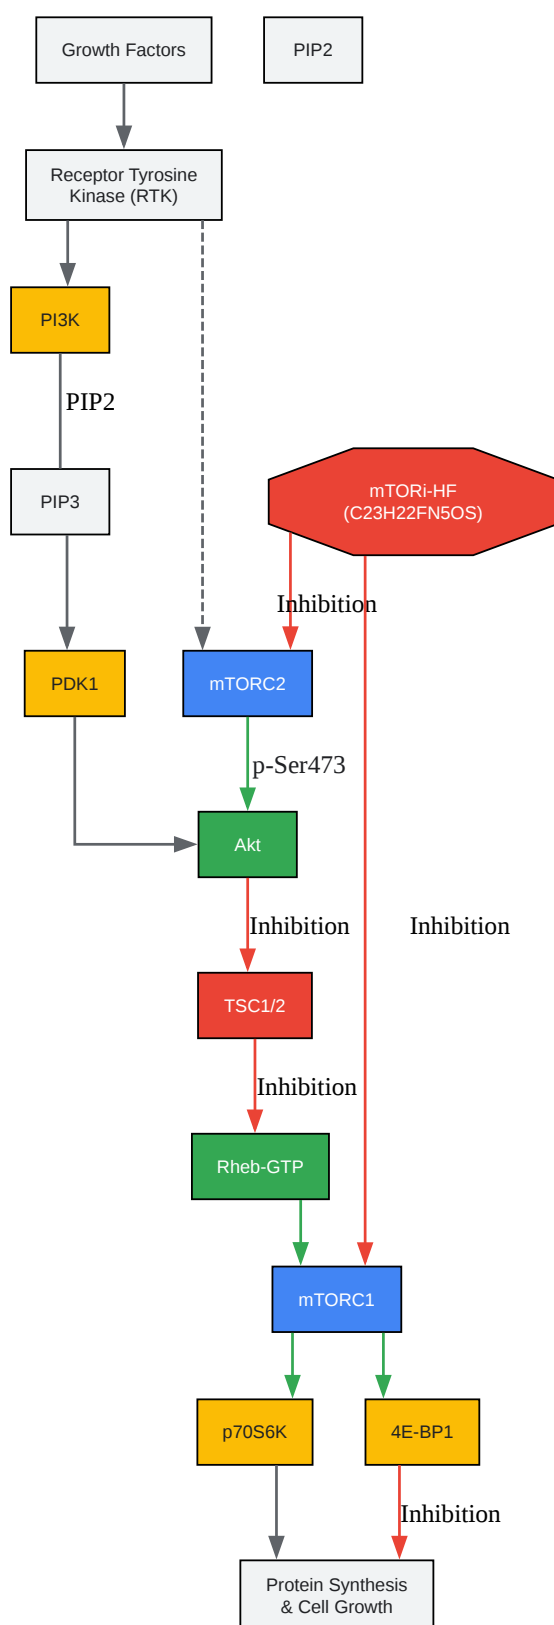 Growth Factors
PIP2
Receptor Tyrosine
Kinase (RTK)
PI3K
PIP2
PIP3
mTORi-HF
(C23H22FN5OS)
Inhibition
PDK1
mTORC2
p-Ser473
Akt
Inhibition
Inhibition
TSC1/2
Inhibition
Rheb-GTP
mTORC1
p70S6K
4E-BP1
Inhibition
Protein Synthesis
& Cell Growth